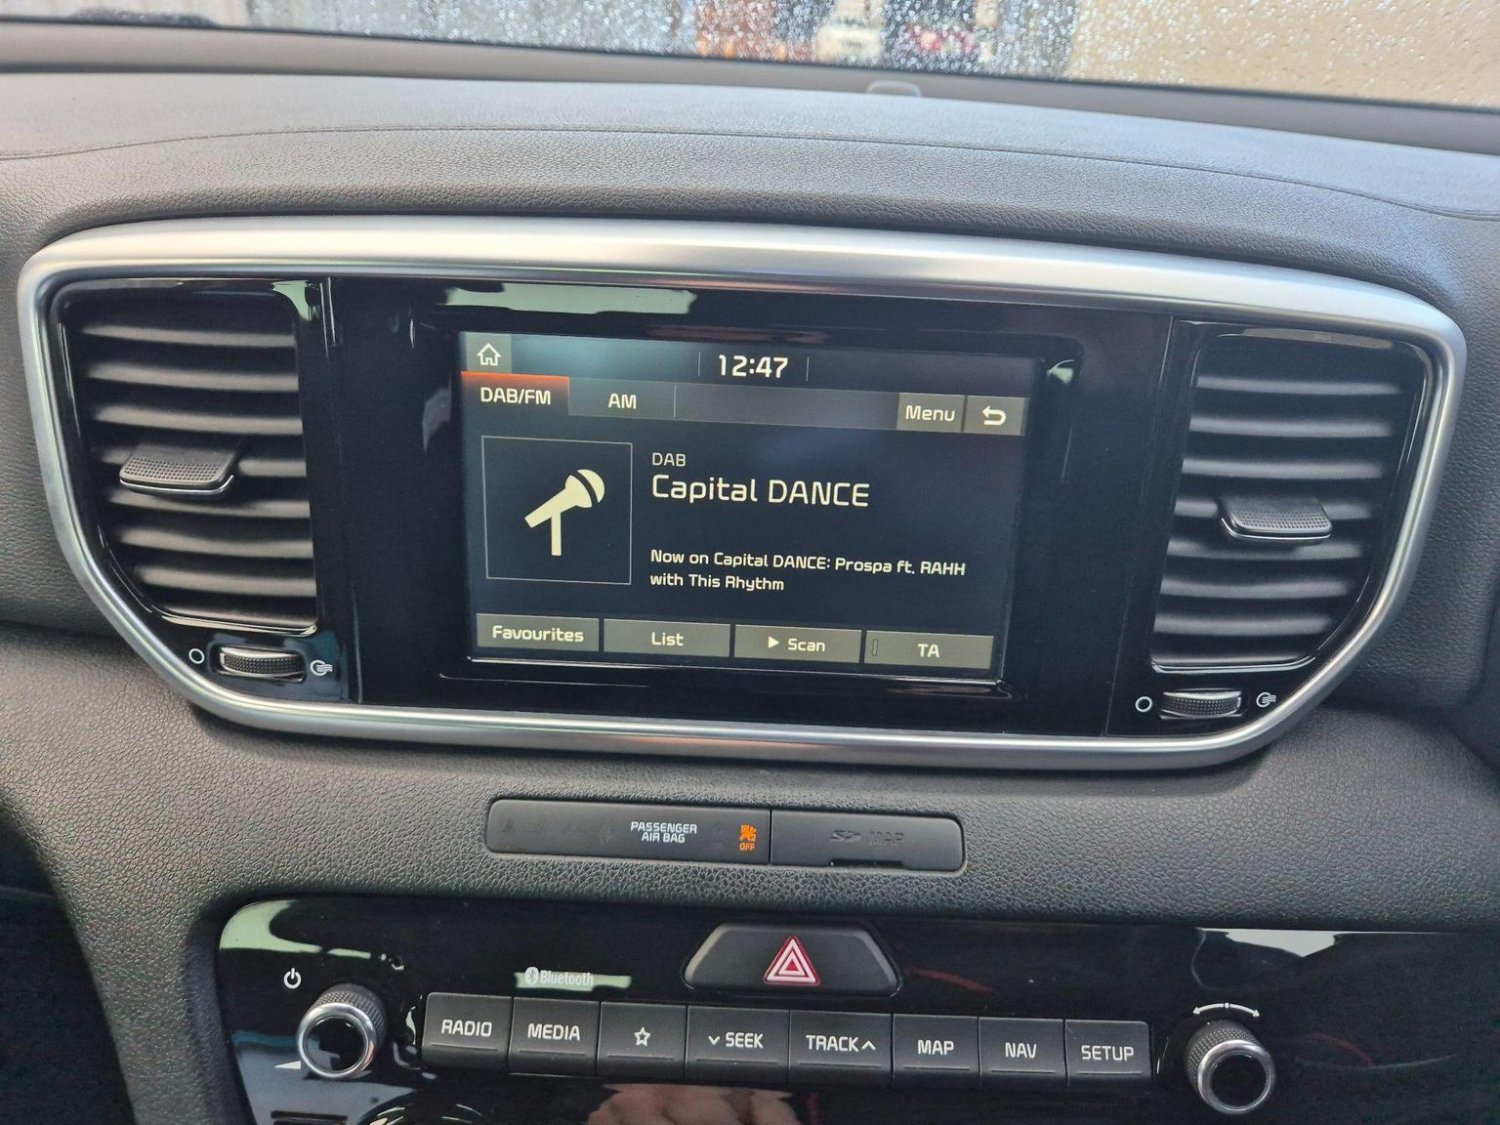 12:47
DAB/FM
AM
Menu
DAB
Capital DANCE
Now on Capital DANCE: Prospa ft. RAHH
with This Rhythm
Favourites
List
Scan
TA
PASSENGER
AIR BAG
OFF
SD MAP
Bluetooth
RADIO
MEDIA
SEEK
TRACK
MAP
NAV
SETUP